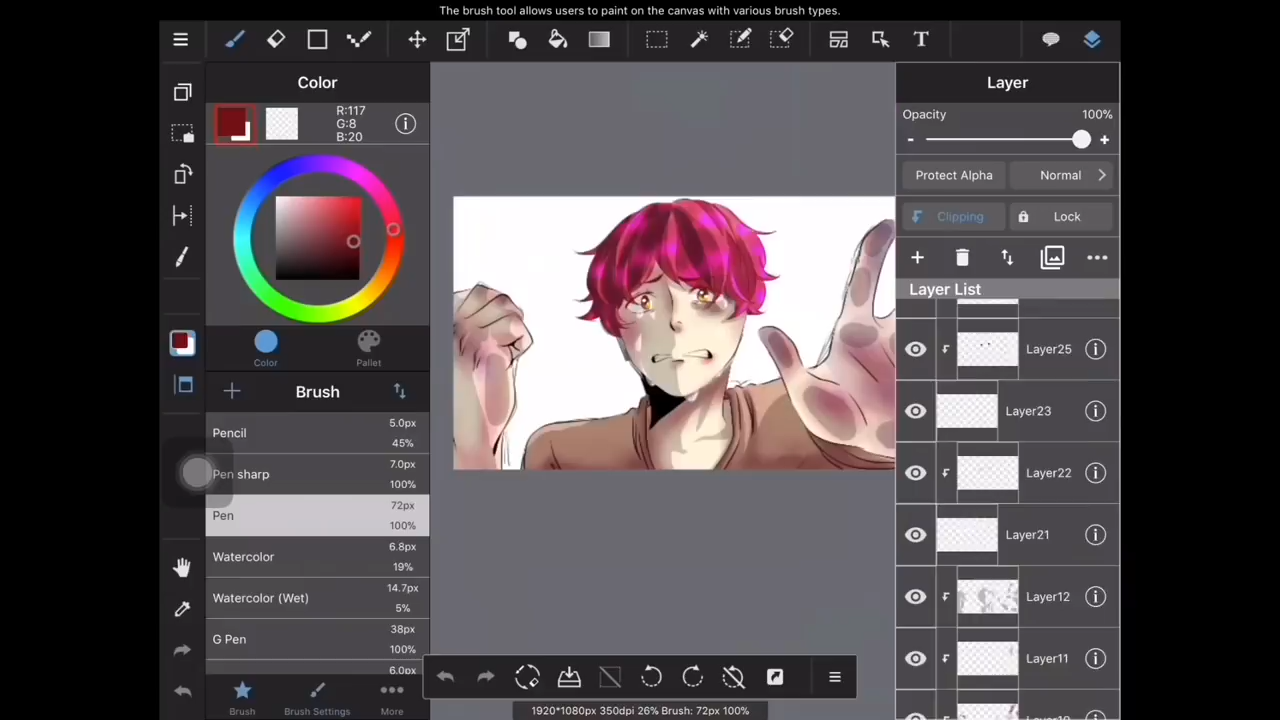 The brush tool allows users to paint on the canvas with various brush types.
T
Color
R:117
G:8
B:20
Color
Pallet
Brush
Pencil
5.0px
45%
Pen sharp
7.0px
100%
Pen
72px
100%
Watercolor
6.8px
19%
Watercolor (Wet)
14.7px
5%
G Pen
38px
100%
6.0px
Brush
Brush Settings
More
1920*1080px 350dpi 26% Brush: 72px 100%
Layer
Opacity
100%
Protect Alpha
Normal
Clipping
Lock
Layer List
Layer25
Layer23
Layer22
Layer21
Layer12
Layer11